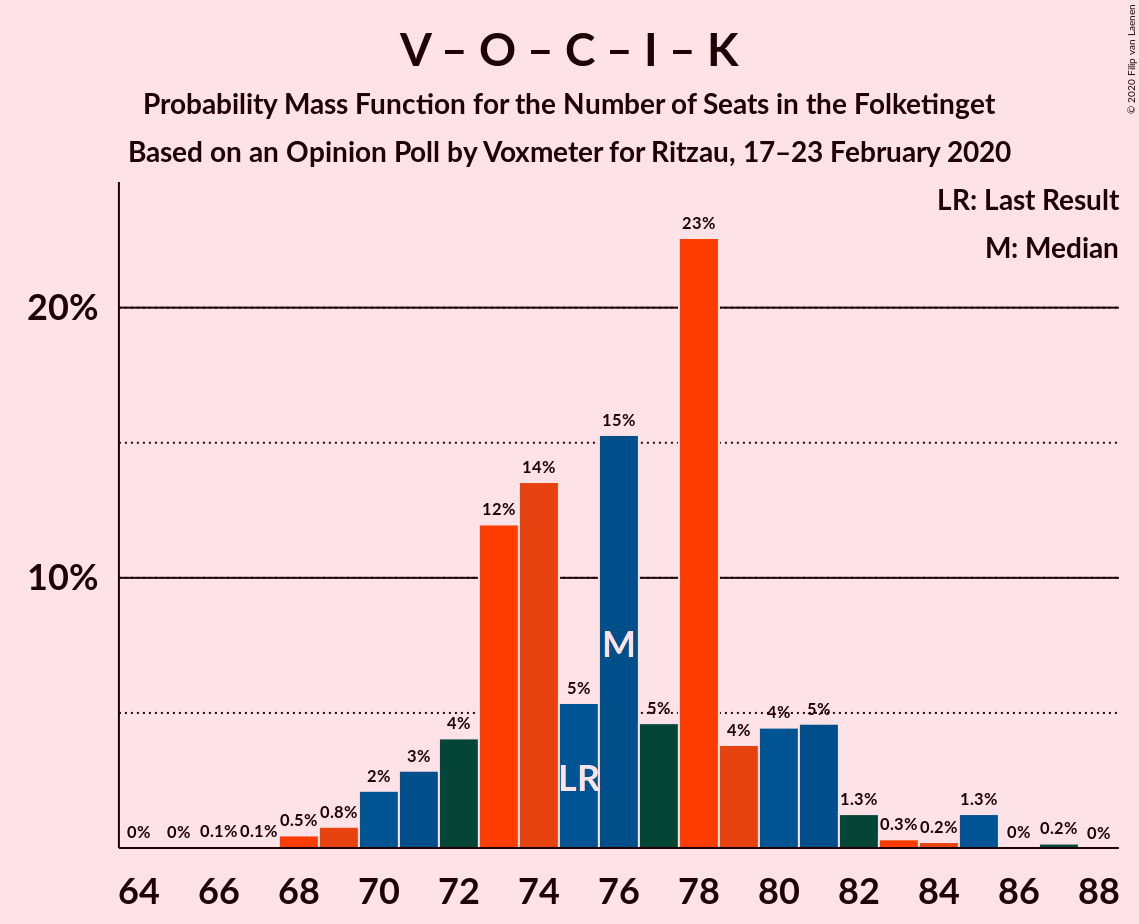 V – O – C – I – K
Probability Mass Function for the Number of Seats in the Folketinget
Based on an Opinion Poll by Voxmeter for Ritzau, 17–23 February 2020
© 2020 Filip van Laenen
LR: Last Result
M: Median
20%
10%
0% 0% 0.1% 0.1% 0.5% 0.8% 2% 3% 4% 12% 14% 5% 15% 5% 23% 4% 4% 5% 1.3% 0.3% 0.2% 1.3% 0% 0.2% 0%
M
LR
64 66 68 70 72 74 76 78 80 82 84 86 88